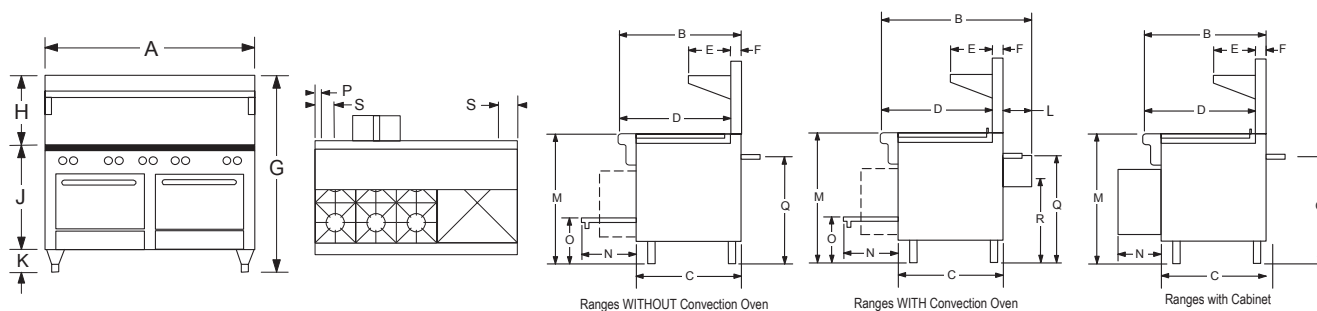 A
H
J
K
G
P
S
S
B
E
F
D
M
O
N
C
Q
Ranges WITHOUT Convection Oven
B
E
F
D
L
M
O
N
C
R
Q
Ranges WITH Convection Oven
B
E
F
D
M
N
C
Ranges with Cabinet